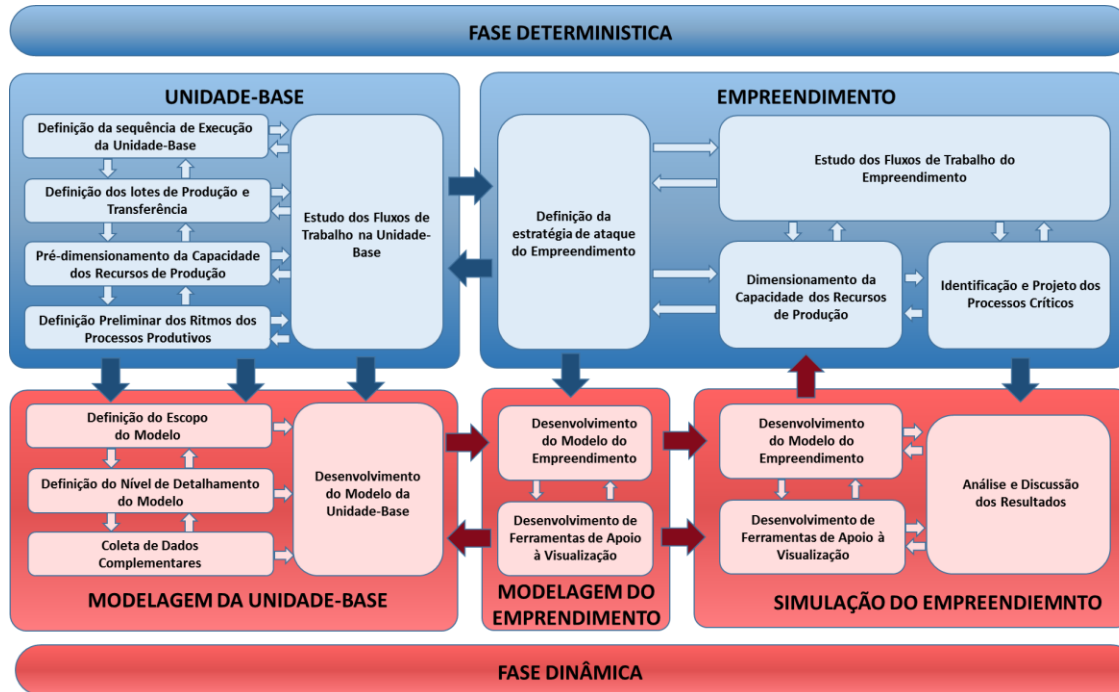 FASE DETERMINISTICA
UNIDADE-BASE
Definição da sequência de Execução
da Unidade-Base
Definição dos lotes de Produção e
Transferência
Pré-dimensionamento da Capacidade
dos Recursos de Produção
Definição Preliminar dos Ritmos dos
Processos Produtivos
Estudo dos Fluxos de
Trabalho na Unidade-
Base
EMPREENDIMENTO
Definição da
estratégia de ataque
do Empreendimento
Estudo dos Fluxos de Trabalho do
Empreendimento
Dimensionamento da
Capacidade dos Recursos
de Produção
Identificação e Projeto dos
Processos Críticos
Definição do Escopo
do Modelo
Definição do Nível de Detalhamento
do Modelo
Coleta de Dados
Complementares
Desenvolvimento
do Modelo da
Unidade-Base
MODELAGEM DA UNIDADE-BASE
Desenvolvimento
do Modelo do
Empreendimento
Desenvolvimento de
Ferramentas de Apoio
à Visualização
MODELAGEM DO
EMPRENDIMENTO
Desenvolvimento
do Modelo do
Empreendimento
Desenvolvimento de
Ferramentas de Apoio à
Visualização
Análise e Discussão
dos Resultados
SIMULAÇÃO DO EMPREENDIEMNTO
FASE DINÂMICA